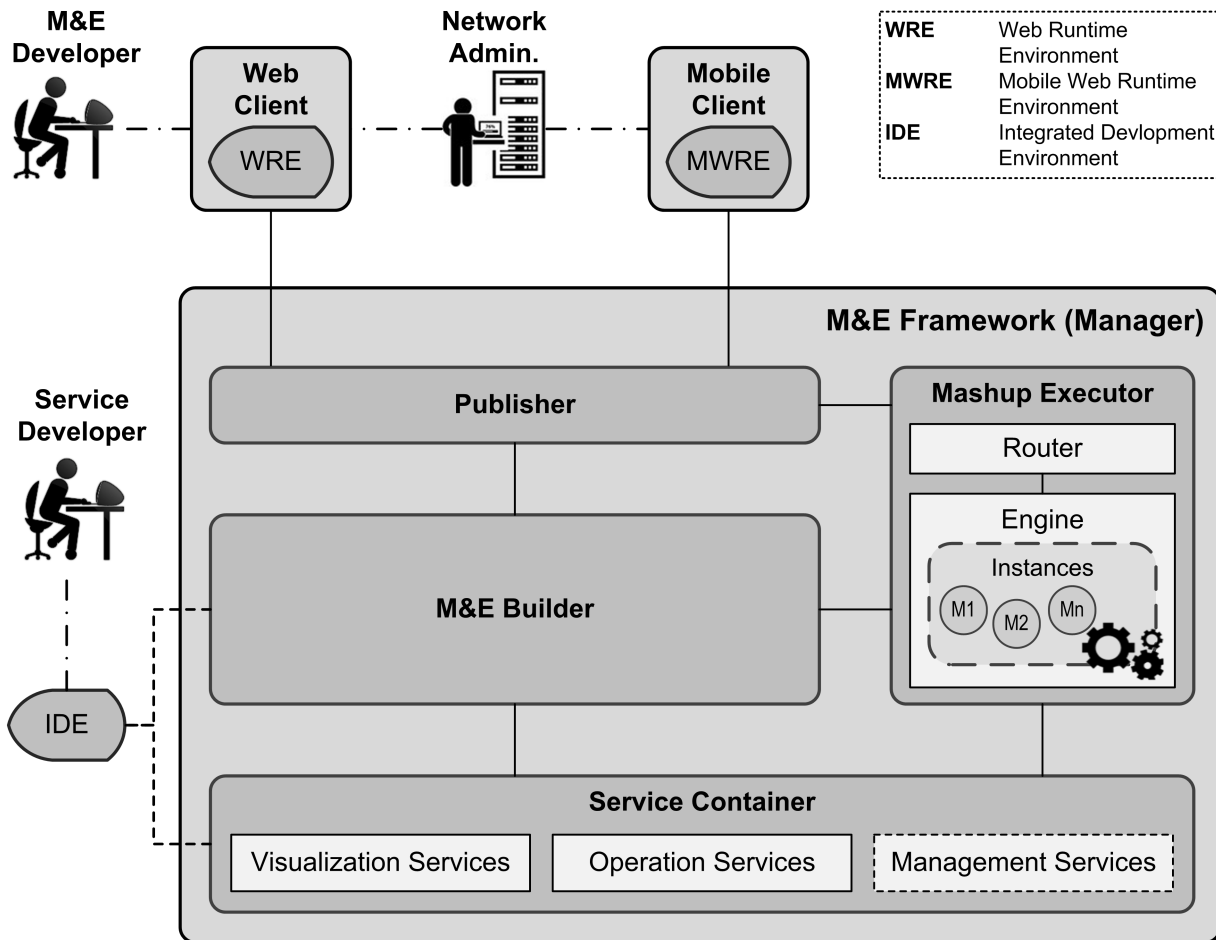 M&E
Developer
Web
Client
WRE
Network
Admin.
Mobile
Client
MWRE
WRE Web Runtime
Environment
MWRE Mobile Web Runtime
Environment
IDE Integrated Devlopment
Environment
M&E Framework (Manager)
Publisher
Mashup Executor
Router
Engine
Instances
M1
M2
Mn
Service
Developer
M&E Builder
IDE
Service Container
Visualization Services
Operation Services
Management Services